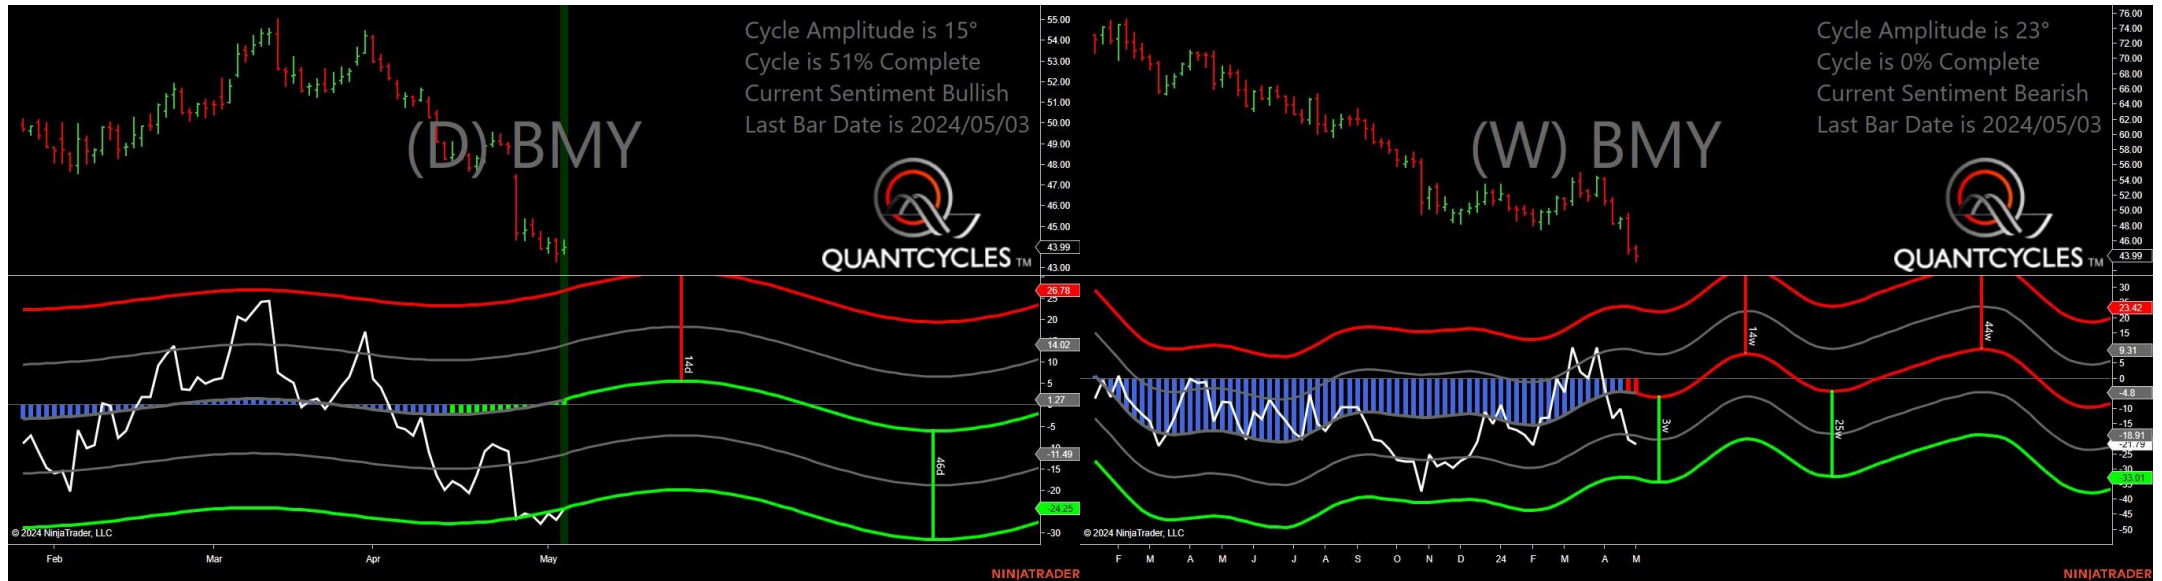 Cycle Amplitude is 15°
Cycle is 51% Complete
Current Sentiment Bullish
Last Bar Date is 2024/05/03
(D) BMY
QUANTCYCLES TM
55.00
54.00
53.00
52.00
51.00
50.00
49.00
48.00
47.00
46.00
45.00
43.99
43.00
26.78
25
20
14.02
10
5
1.27
-5
-11.49
-15
-20
-24.25
-30
14d
46d
© 2024 NinjaTrader, LLC
Feb Mar Apr May
NINJATRADER
Cycle Amplitude is 23°
Cycle is 0% Complete
Current Sentiment Bearish
Last Bar Date is 2024/05/03
(W) BMY
QUANTCYCLES TM
76.00
74.00
72.00
70.00
68.00
66.00
64.00
62.00
60.00
58.00
56.00
54.00
52.00
50.00
48.00
46.00
43.99
30
23.42
20
15
9.31
5
0
-4.8
-10
-15
-18.91
-21.79
-25
-30
-33.01
-40
-45
-50
3w
14w
25w
44w
© 2024 NinjaTrader, LLC
F M A M J J A S O N D 24 F M A M
NINJATRADER